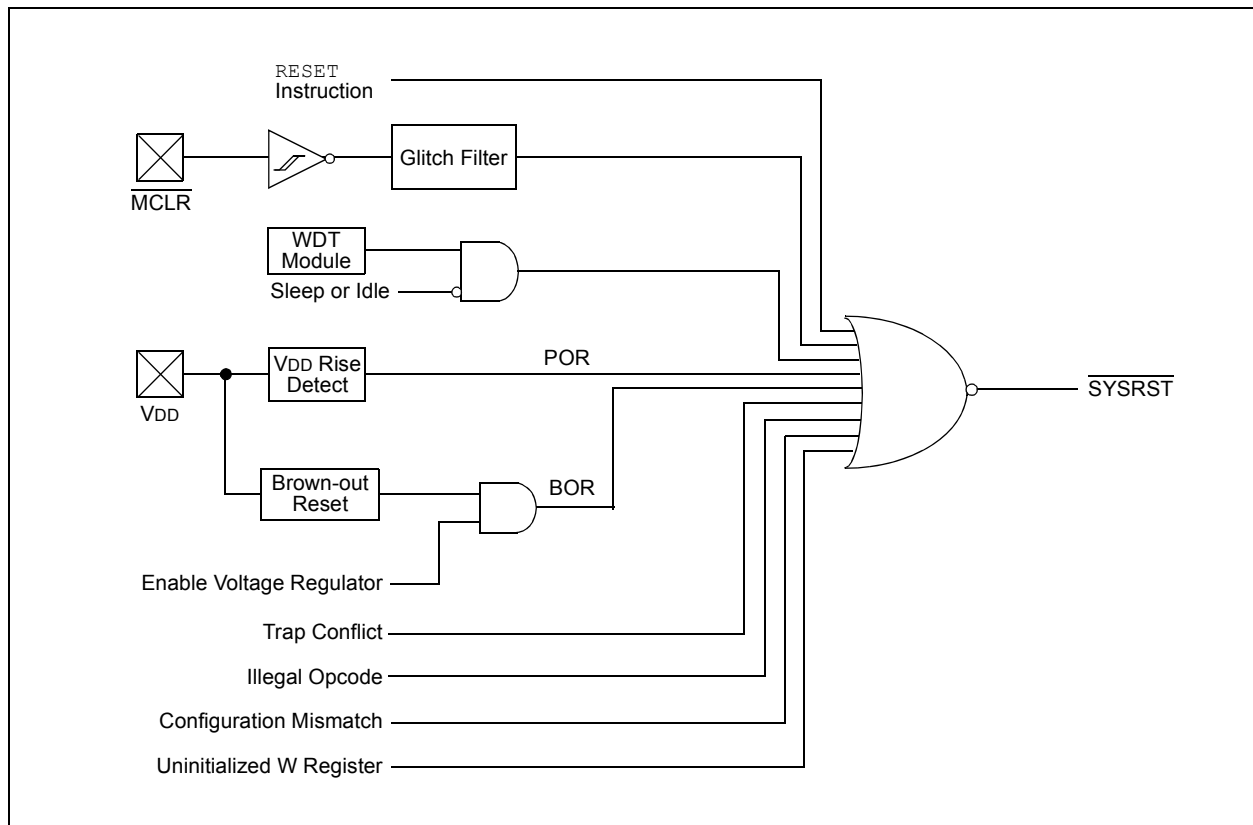 RESET
Instruction
Glitch Filter
MCLR
WDT
Module
Sleep or Idle
VDD Rise
Detect
POR
VDD
SYSRST
Brown-out
Reset
BOR
Enable Voltage Regulator
Trap Conflict
Illegal Opcode
Configuration Mismatch
Uninitialized W Register